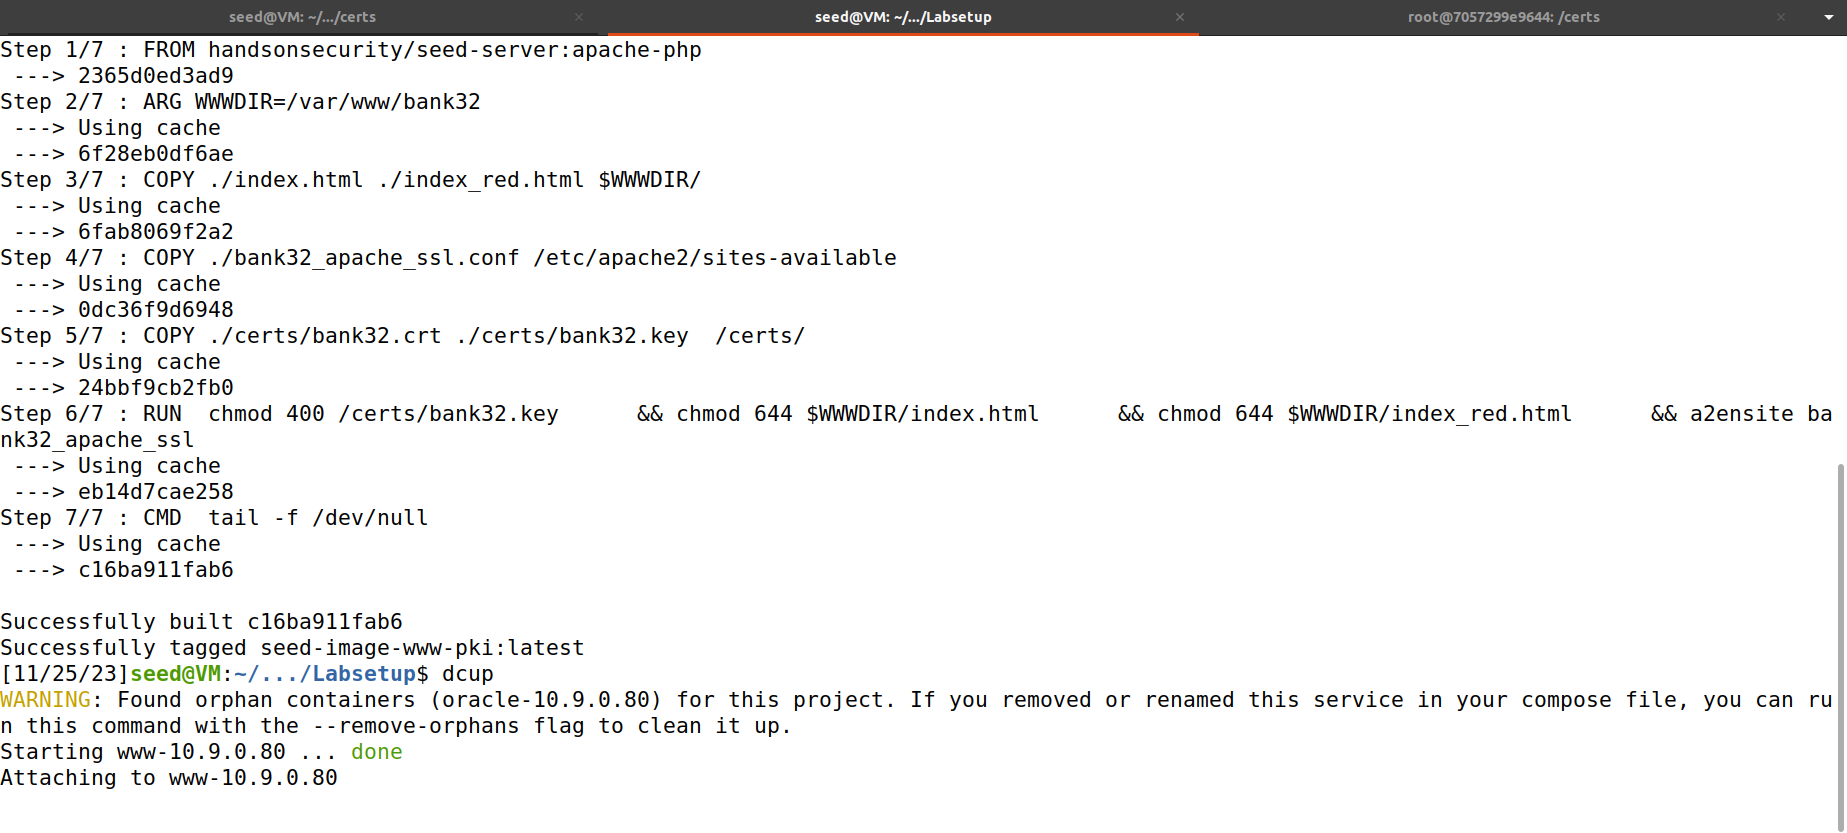 seed@VM: ~/.../certs × seed@VM: ~/.../Labsetup × root@7057299e9644: /certs ×
Step 1/7 : FROM handsonsecurity/seed-server:apache-php
 ---> 2365d0ed3ad9
Step 2/7 : ARG WWWDIR=/var/www/bank32
 ---> Using cache
 ---> 6f28eb0df6ae
Step 3/7 : COPY ./index.html ./index_red.html $WWWDIR/
 ---> Using cache
 ---> 6fab8069f2a2
Step 4/7 : COPY ./bank32_apache_ssl.conf /etc/apache2/sites-available
 ---> Using cache
 ---> 0dc36f9d6948
Step 5/7 : COPY ./certs/bank32.crt ./certs/bank32.key  /certs/
 ---> Using cache
 ---> 24bbf9cb2fb0
Step 6/7 : RUN  chmod 400 /certs/bank32.key      && chmod 644 $WWWDIR/index.html      && chmod 644 $WWWDIR/index_red.html      && a2ensite ba
nk32_apache_ssl
 ---> Using cache
 ---> eb14d7cae258
Step 7/7 : CMD  tail -f /dev/null
 ---> Using cache
 ---> c16ba911fab6

Successfully built c16ba911fab6
Successfully tagged seed-image-www-pki:latest
[11/25/23]seed@VM:~/.../Labsetup$ dcup
WARNING: Found orphan containers (oracle-10.9.0.80) for this project. If you removed or renamed this service in your compose file, you can ru
n this command with the --remove-orphans flag to clean it up.
Starting www-10.9.0.80 ... done
Attaching to www-10.9.0.80